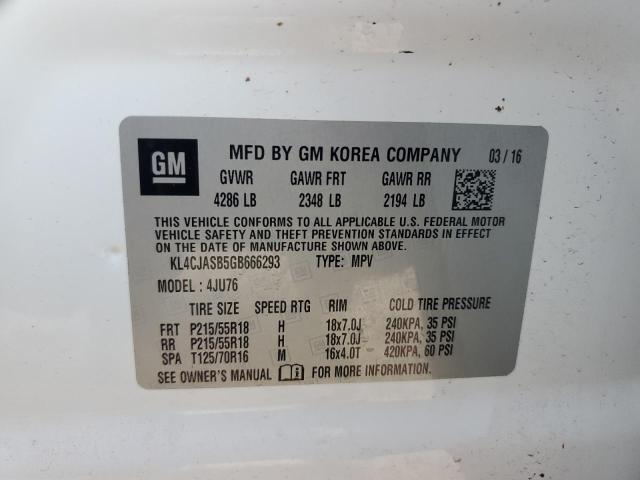 GM MFD BY GM KOREA COMPANY 03 / 16
GVWR GAWR FRT GAWR RR
4286 LB 2348 LB 2194 LB
THIS VEHICLE CONFORMS TO ALL APPLICABLE U.S. FEDERAL MOTOR
VEHICLE SAFETY AND THEFT PREVENTION STANDARDS IN EFFECT
ON THE DATE OF MANUFACTURE SHOWN ABOVE.
KL4CJASB5GB666293 TYPE: MPV
MODEL : 4JU76
TIRE SIZE SPEED RTG RIM COLD TIRE PRESSURE
FRT P215/55R18 H 18x7.0J 240KPA, 35 PSI
RR P215/55R18 H 18x7.0J 240KPA, 35 PSI
SPA T125/70R16 M 16x4.0T 420KPA, 60 PSI
SEE OWNER'S MANUAL FOR MORE INFORMATION